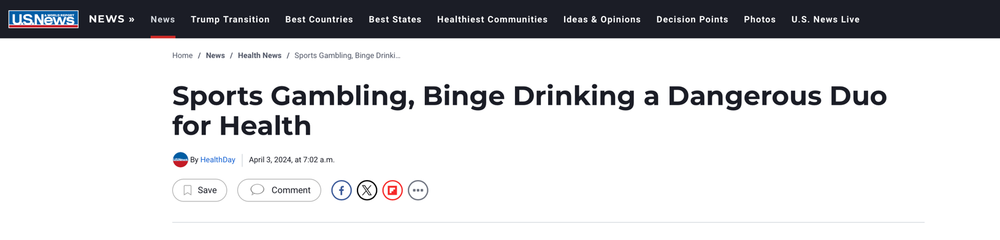 U.S.News & WORLD REPORT NEWS » News Trump Transition Best Countries Best States Healthiest Communities Ideas & Opinions Decision Points Photos U.S. News Live
Home / News / Health News / Sports Gambling, Binge Drinki...
Sports Gambling, Binge Drinking a Dangerous Duo
for Health
USNews By HealthDay April 3, 2024, at 7:02 a.m.
Save Comment